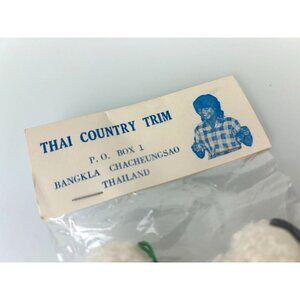 THAI COUNTRY TRIM
P. O. BOX 1
BANGKLA CHACHEUNGSAO
THAILAND